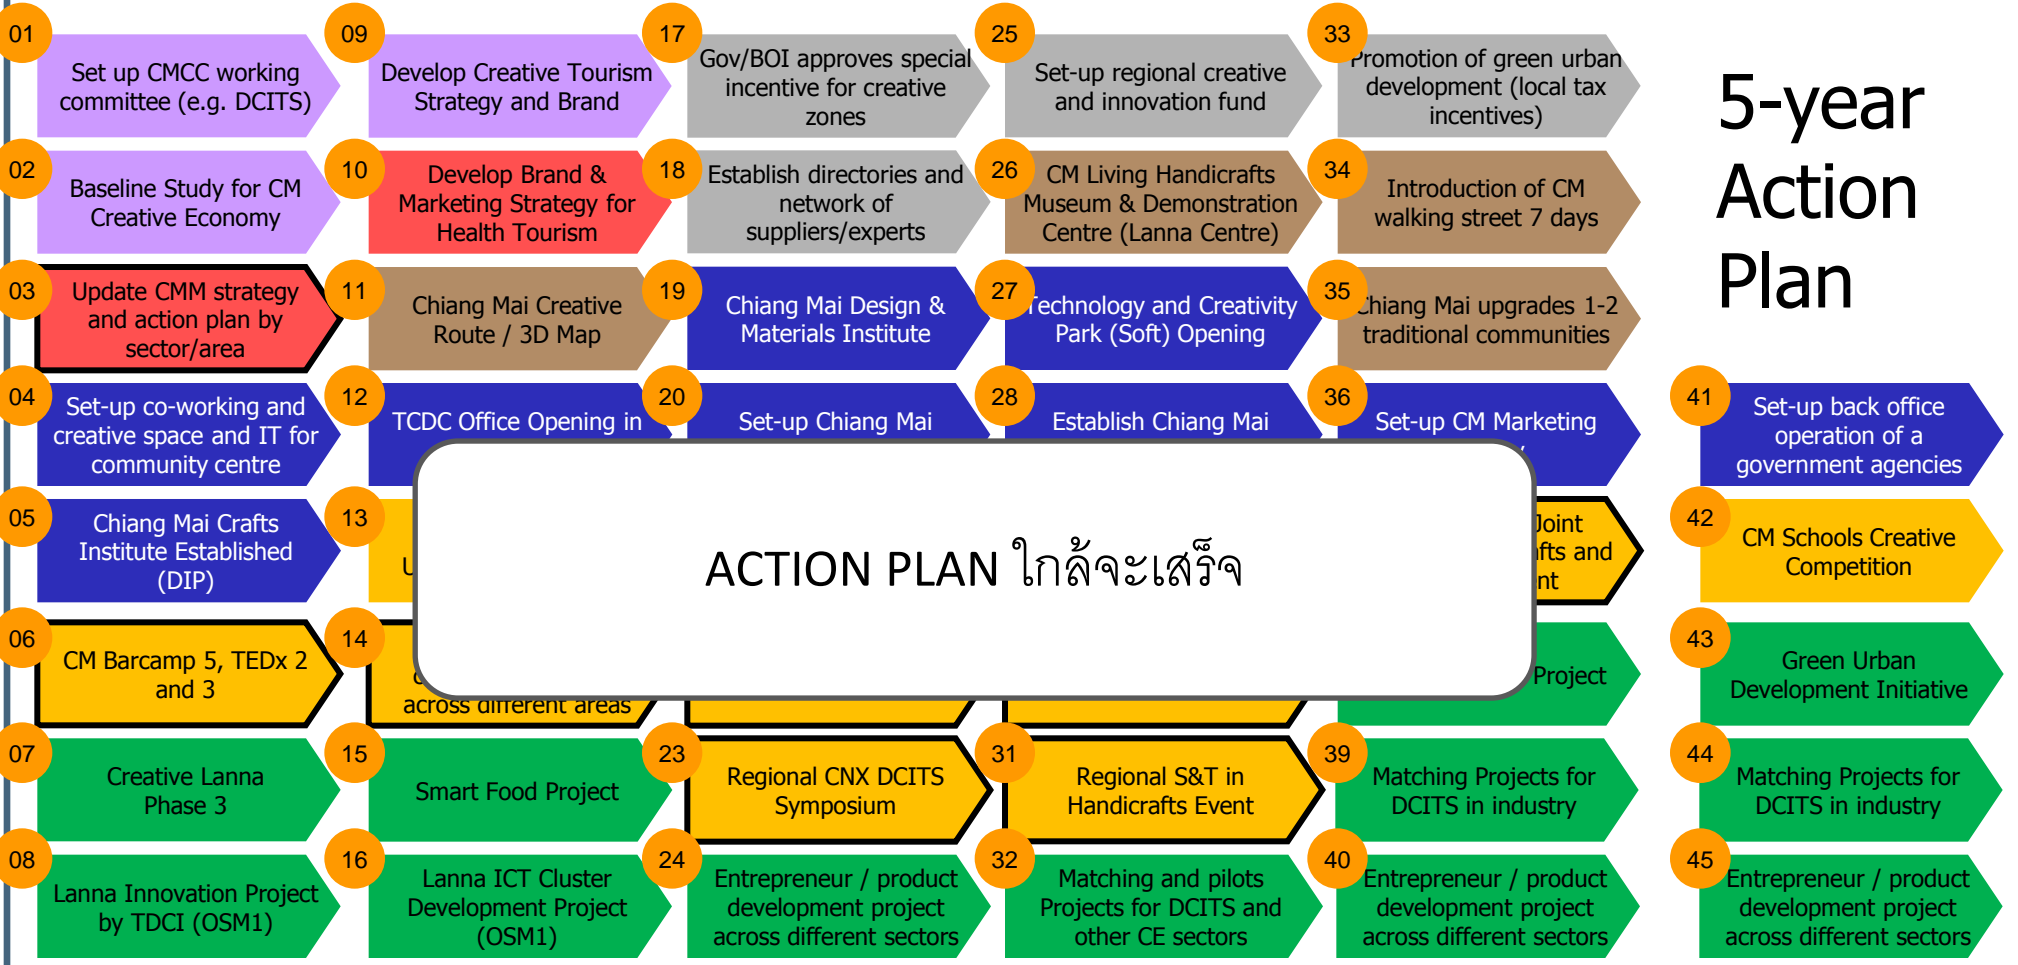 01
Set up CMCC working
committee (e.g. DCITS)
02
Baseline Study for CM
Creative Economy
03
Update CMM strategy
and action plan by
sector/area
04
Set-up co-working and
creative space and IT for
community centre
05
Chiang Mai Crafts
Institute Established
(DIP)
06
CM Barcamp 5, TEDx 2
and 3
07
Creative Lanna
Phase 3
08
Lanna Innovation Project
by TDCI (OSM1)
09
Develop Creative Tourism
Strategy and Brand
10
Develop Brand &
Marketing Strategy for
Health Tourism
11
Chiang Mai Creative
Route / 3D Map
12
TCDC Office Opening in
13
14
across different areas
15
Smart Food Project
16
Lanna ICT Cluster
Development Project
(OSM1)
17
Gov/BOI approves special
incentive for creative
zones
18
Establish directories and
network of
suppliers/experts
19
Chiang Mai Design &
Materials Institute
20
Set-up Chiang Mai
23
Regional CNX DCITS
Symposium
24
Entrepreneur / product
development project
across different sectors
25
Set-up regional creative
and innovation fund
26
CM Living Handicrafts
Museum & Demonstration
Centre (Lanna Centre)
27
Technology and Creativity
Park (Soft) Opening
28
Establish Chiang Mai
31
Regional S&T in
Handicrafts Event
32
Matching and pilots
Projects for DCITS and
other CE sectors
33
Promotion of green urban
development (local tax
incentives)
34
Introduction of CM
walking street 7 days
35
Chiang Mai upgrades 1-2
traditional communities
36
Set-up CM Marketing
Joint
and
Project
39
Matching Projects for
DCITS in industry
40
Entrepreneur / product
development project
across different sectors
5-year
Action
Plan
41
Set-up back office
operation of a
government agencies
42
CM Schools Creative
Competition
43
Green Urban
Development Initiative
44
Matching Projects for
DCITS in industry
45
Entrepreneur / product
development project
across different sectors
ACTION PLAN ใกล้จะเสร็จ